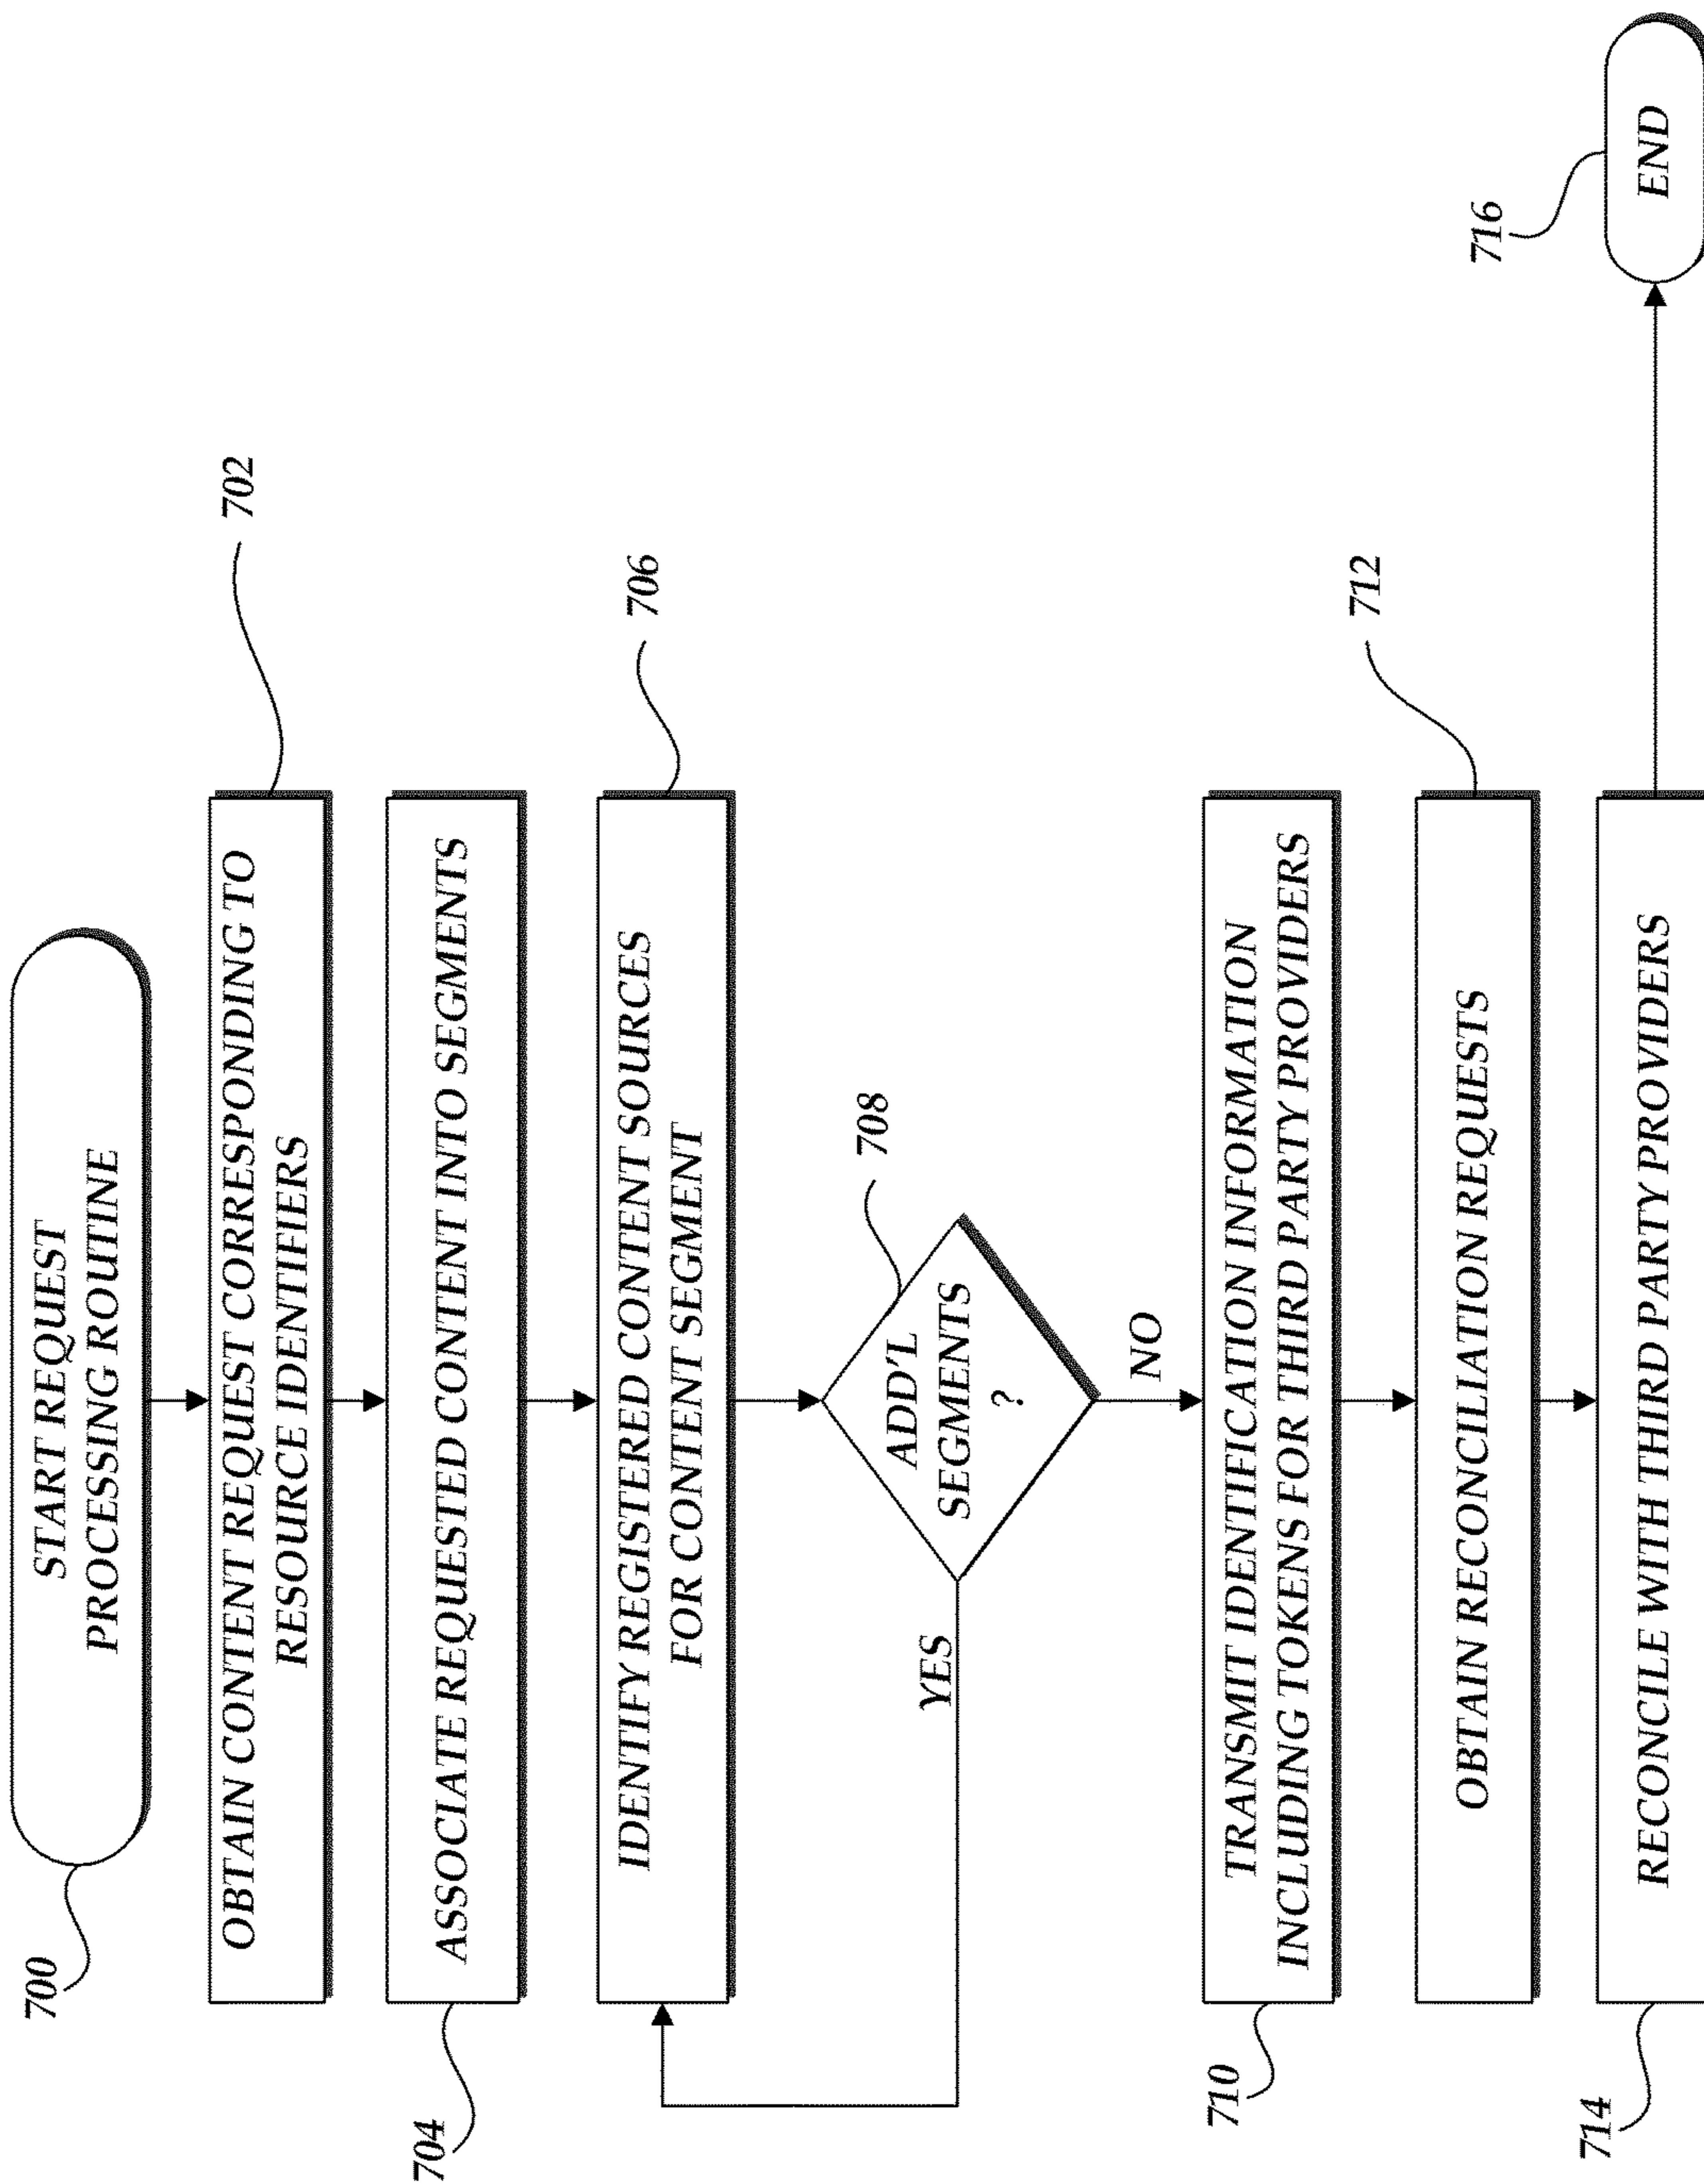 700
START REQUEST
PROCESSING ROUTINE
702
OBTAIN CONTENT REQUEST CORRESPONDING TO
RESOURCE IDENTIFIERS
704
ASSOCIATE REQUESTED CONTENT INTO SEGMENTS
706
IDENTIFY REGISTERED CONTENT SOURCES
FOR CONTENT SEGMENT
708
ADD'L
SEGMENTS
?
YES
NO
710
TRANSMIT IDENTIFICATION INFORMATION
INCLUDING TOKENS FOR THIRD PARTY PROVIDERS
712
OBTAIN RECONCILIATION REQUESTS
714
RECONCILE WITH THIRD PARTY PROVIDERS
716
END